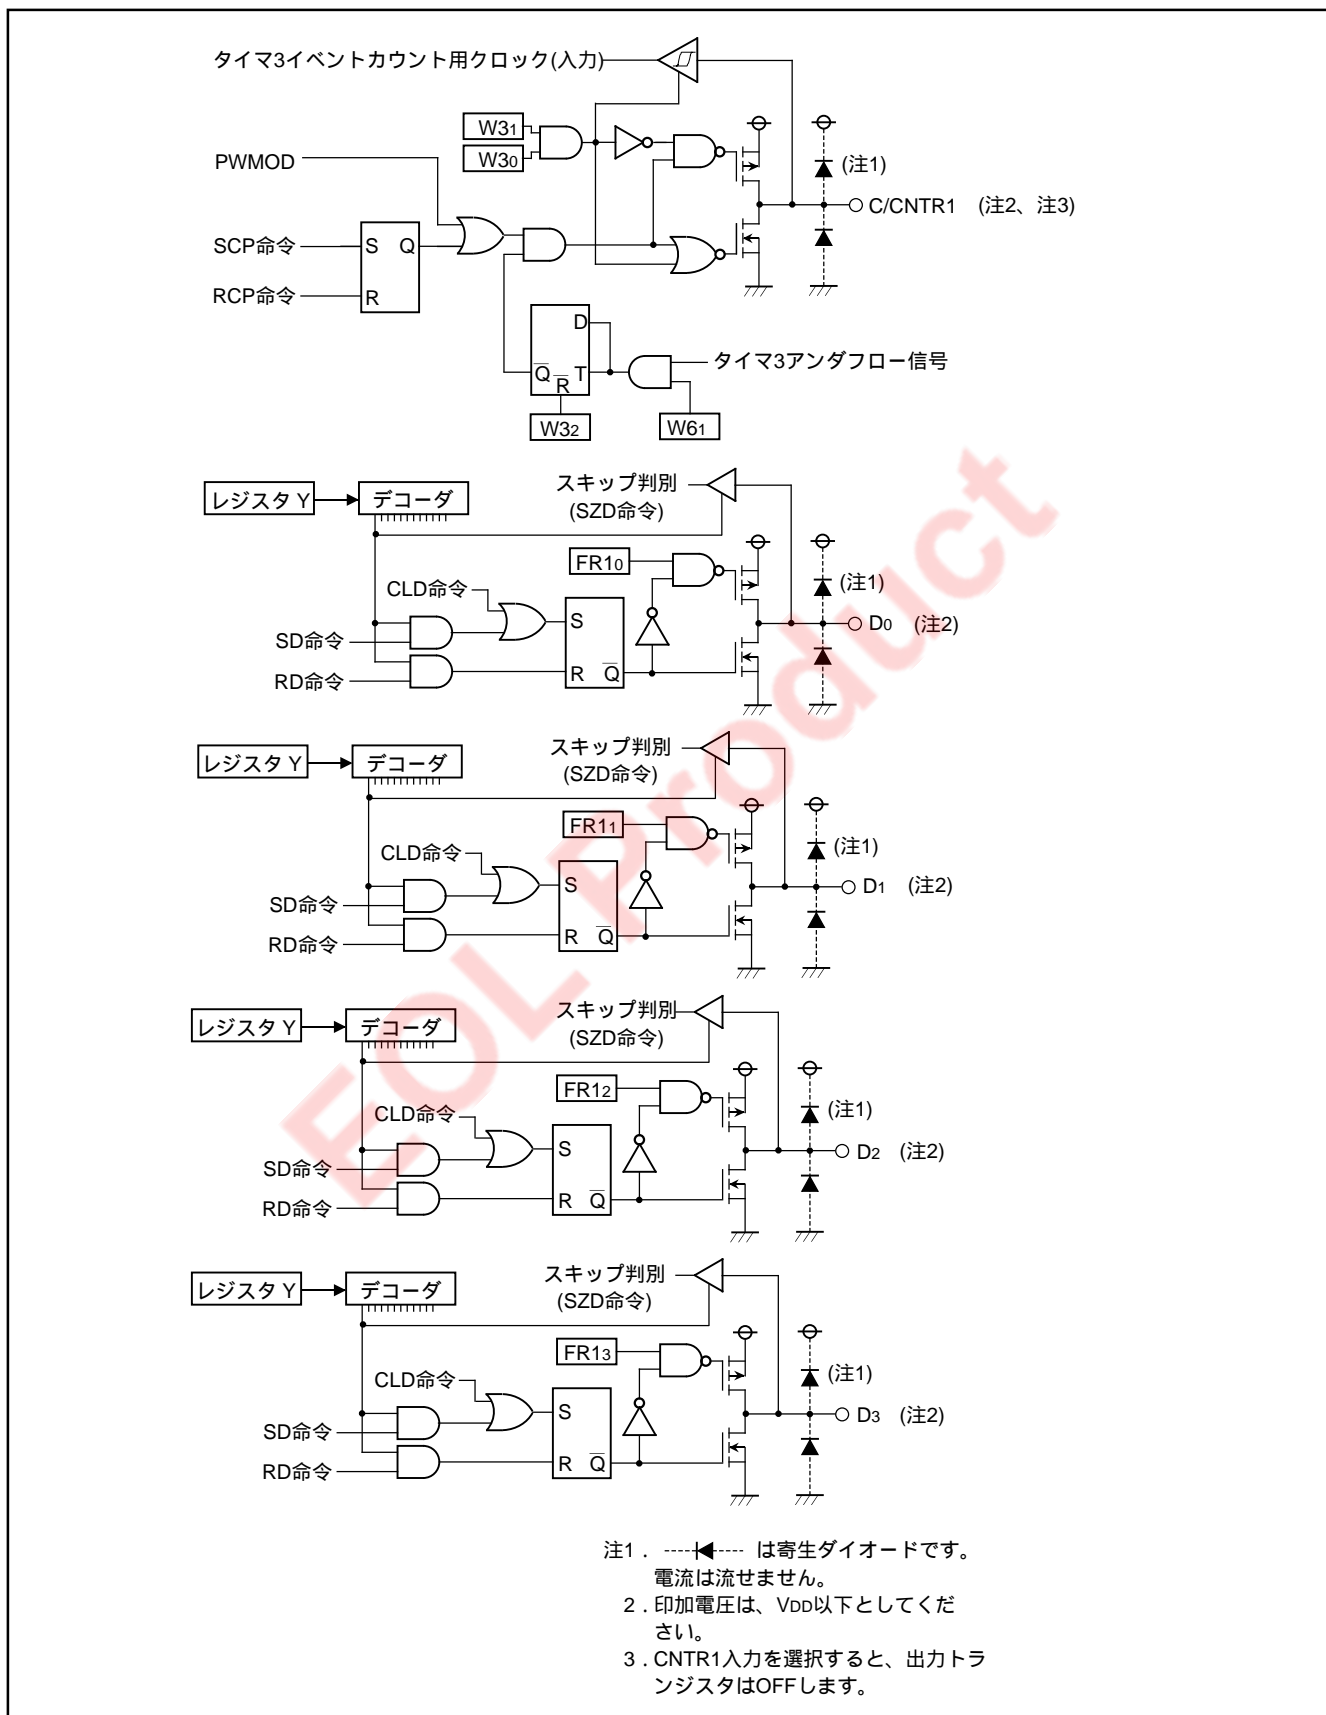 タイマ3イベントカウント用クロック(入力)
W31
W30
PWMOD
(注1)
C/CNTR1 (注2、注3)
SCP命令
S Q
RCP命令
R
D
タイマ3アンダフロー信号
Q R T
W32
W61
レジスタ Y
デコーダ
スキップ判別
(SZD命令)
FR10
(注1)
CLD命令
S
D0 (注2)
SD命令
RD命令
R Q
レジスタ Y
デコーダ
スキップ判別
(SZD命令)
FR11
(注1)
CLD命令
S
D1 (注2)
SD命令
RD命令
R Q
レジスタ Y
デコーダ
スキップ判別
(SZD命令)
FR12
(注1)
CLD命令
S
D2 (注2)
SD命令
RD命令
R Q
レジスタ Y
デコーダ
スキップ判別
(SZD命令)
FR13
(注1)
CLD命令
S
D3 (注2)
SD命令
RD命令
R Q
EOL Product
注1 . は寄生ダイオードです。
電流は流せません。
2 . 印加電圧は、VDD以下としてくだ
さい。
3 . CNTR1入力を選択すると、出力トラ
ンジスタはOFFします。